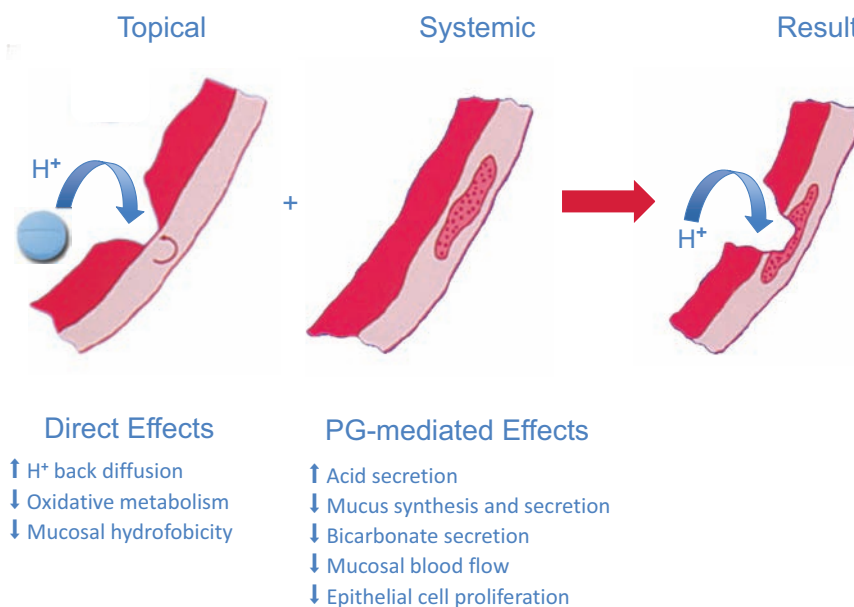 Topical
Systemic
Result
H⁺
+
H⁺
Direct Effects
↑ H⁺ back diffusion
↓ Oxidative metabolism
↓ Mucosal hydrofobicity
PG-mediated Effects
↑ Acid secretion
↓ Mucus synthesis and secretion
↓ Bicarbonate secretion
↓ Mucosal blood flow
↓ Epithelial cell proliferation